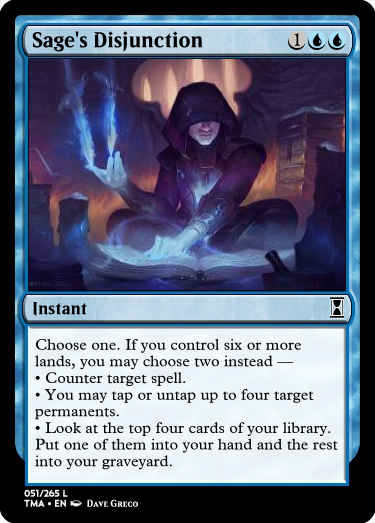 Sage's Disjunction 1
Instant
Choose one. If you control six or more
lands, you may choose two instead —
• Counter target spell.
• You may tap or untap up to four target
permanents.
• Look at the top four cards of your library.
Put one of them into your hand and the rest
into your graveyard.
051/265 L
TMA • EN DAVE GRECO